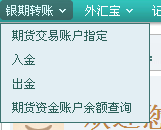 银期转账 外汇宝 记
期货交易账户指定
入金
出金
期货资金账户余额查询